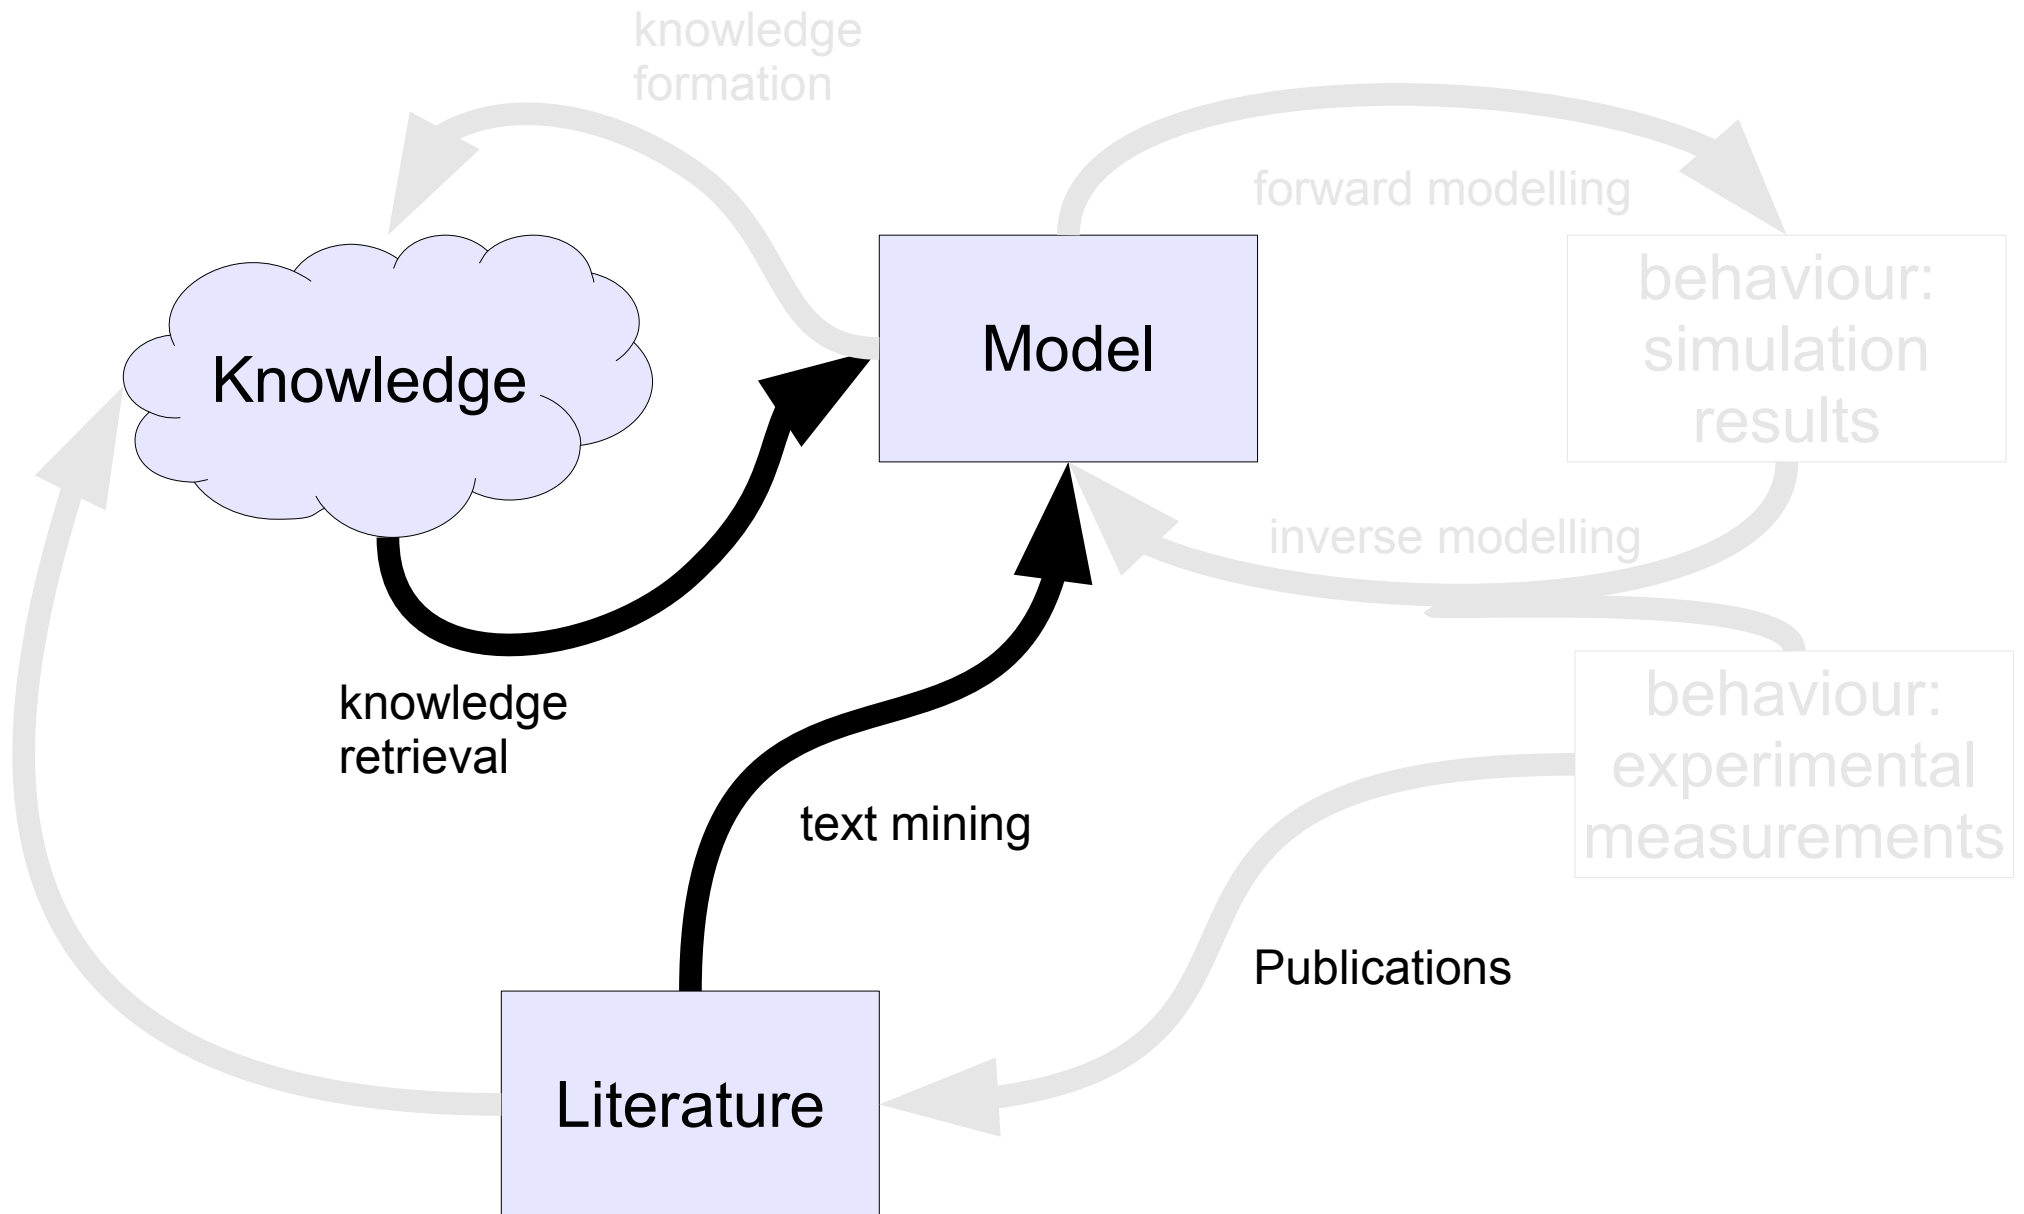 knowledge
formation
forward modelling
behaviour:
simulation
results
Model
Knowledge
inverse modelling
knowledge
retrieval
behaviour:
experimental
measurements
text mining
Publications
Literature